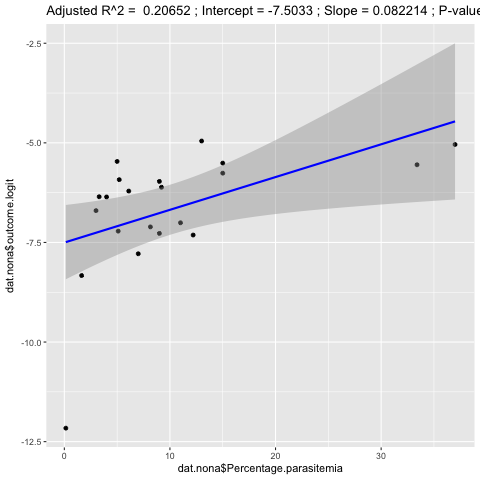 Adjusted R^2 =  0.20652 ; Intercept = -7.5033 ; Slope = 0.082214 ; P-value
-2.5
-5.0
-7.5
-10.0
-12.5
dat.nona$outcome.logit
0 10 20 30
dat.nona$Percentage.parasitemia